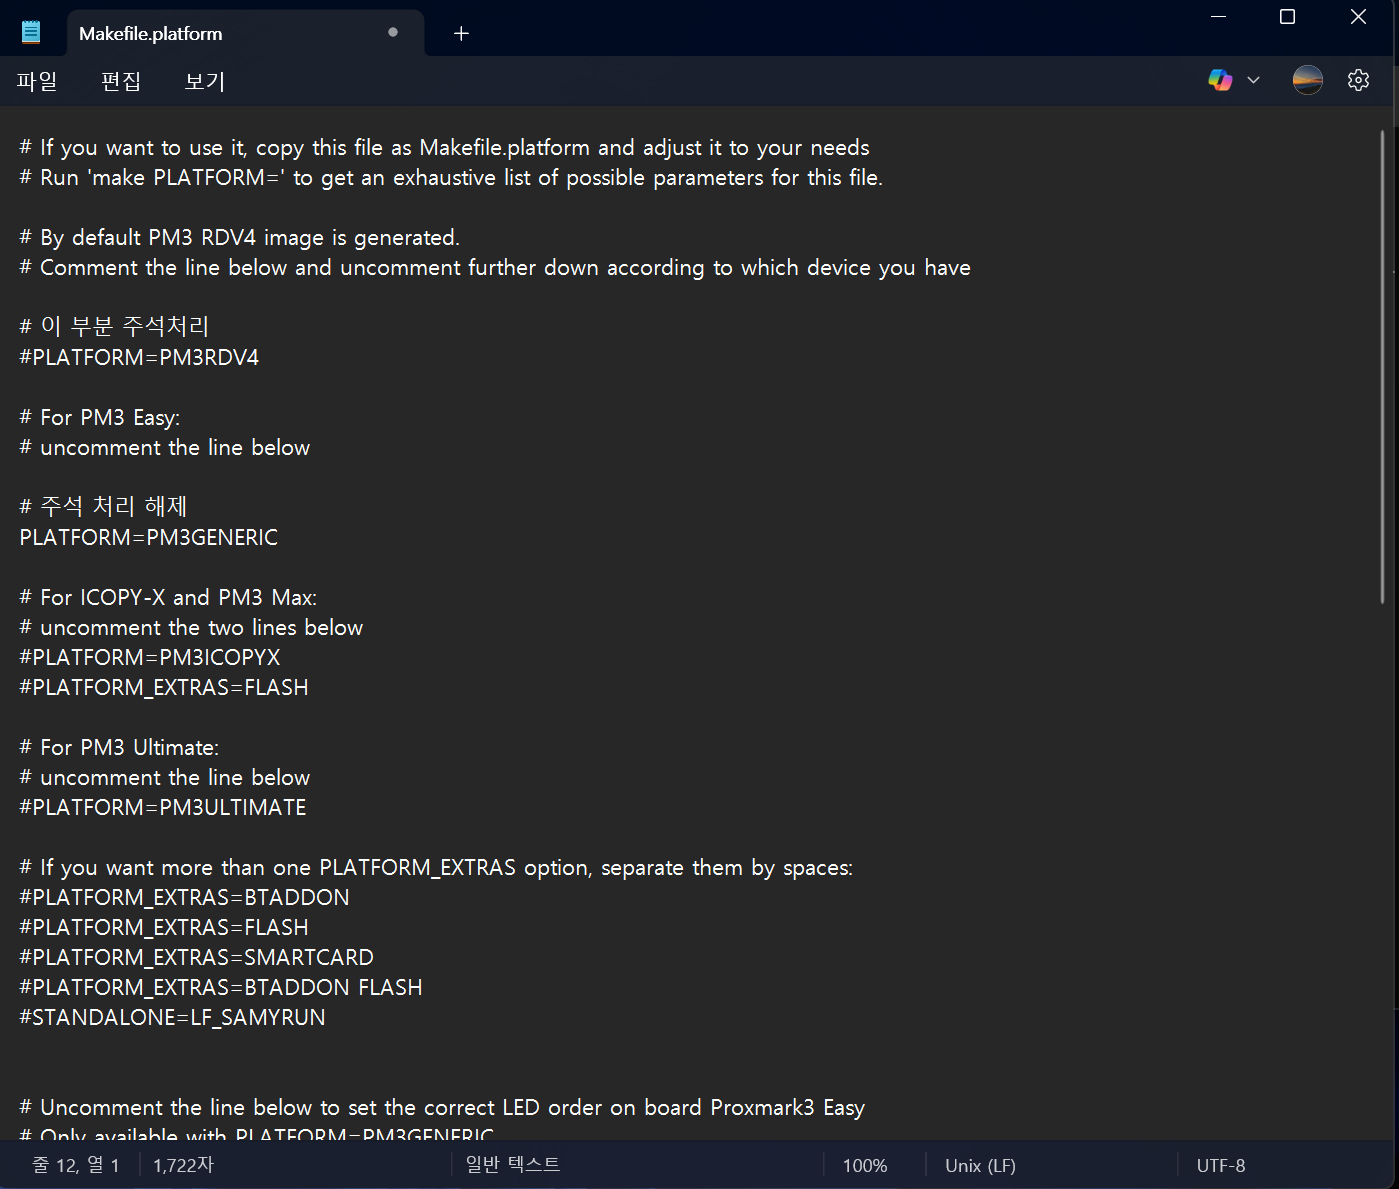 Makefile.platform
파일 편집 보기
# If you want to use it, copy this file as Makefile.platform and adjust it to your needs
# Run 'make PLATFORM=' to get an exhaustive list of possible parameters for this file.
# By default PM3 RDV4 image is generated.
# Comment the line below and uncomment further down according to which device you have
# 이 부분 주석처리
#PLATFORM=PM3RDV4
# For PM3 Easy:
# uncomment the line below
# 주석 처리 해제
PLATFORM=PM3GENERIC
# For ICOPY-X and PM3 Max:
# uncomment the two lines below
#PLATFORM=PM3ICOPYX
#PLATFORM_EXTRAS=FLASH
# For PM3 Ultimate:
# uncomment the line below
#PLATFORM=PM3ULTIMATE
# If you want more than one PLATFORM_EXTRAS option, separate them by spaces:
#PLATFORM_EXTRAS=BTADDON
#PLATFORM_EXTRAS=FLASH
#PLATFORM_EXTRAS=SMARTCARD
#PLATFORM_EXTRAS=BTADDON FLASH
#STANDALONE=LF_SAMYRUN
# Uncomment the line below to set the correct LED order on board Proxmark3 Easy
# Only available with PLATFORM=PM3GENERIC
줄 12, 열 1 1,722자 일반 텍스트 100% Unix (LF) UTF-8